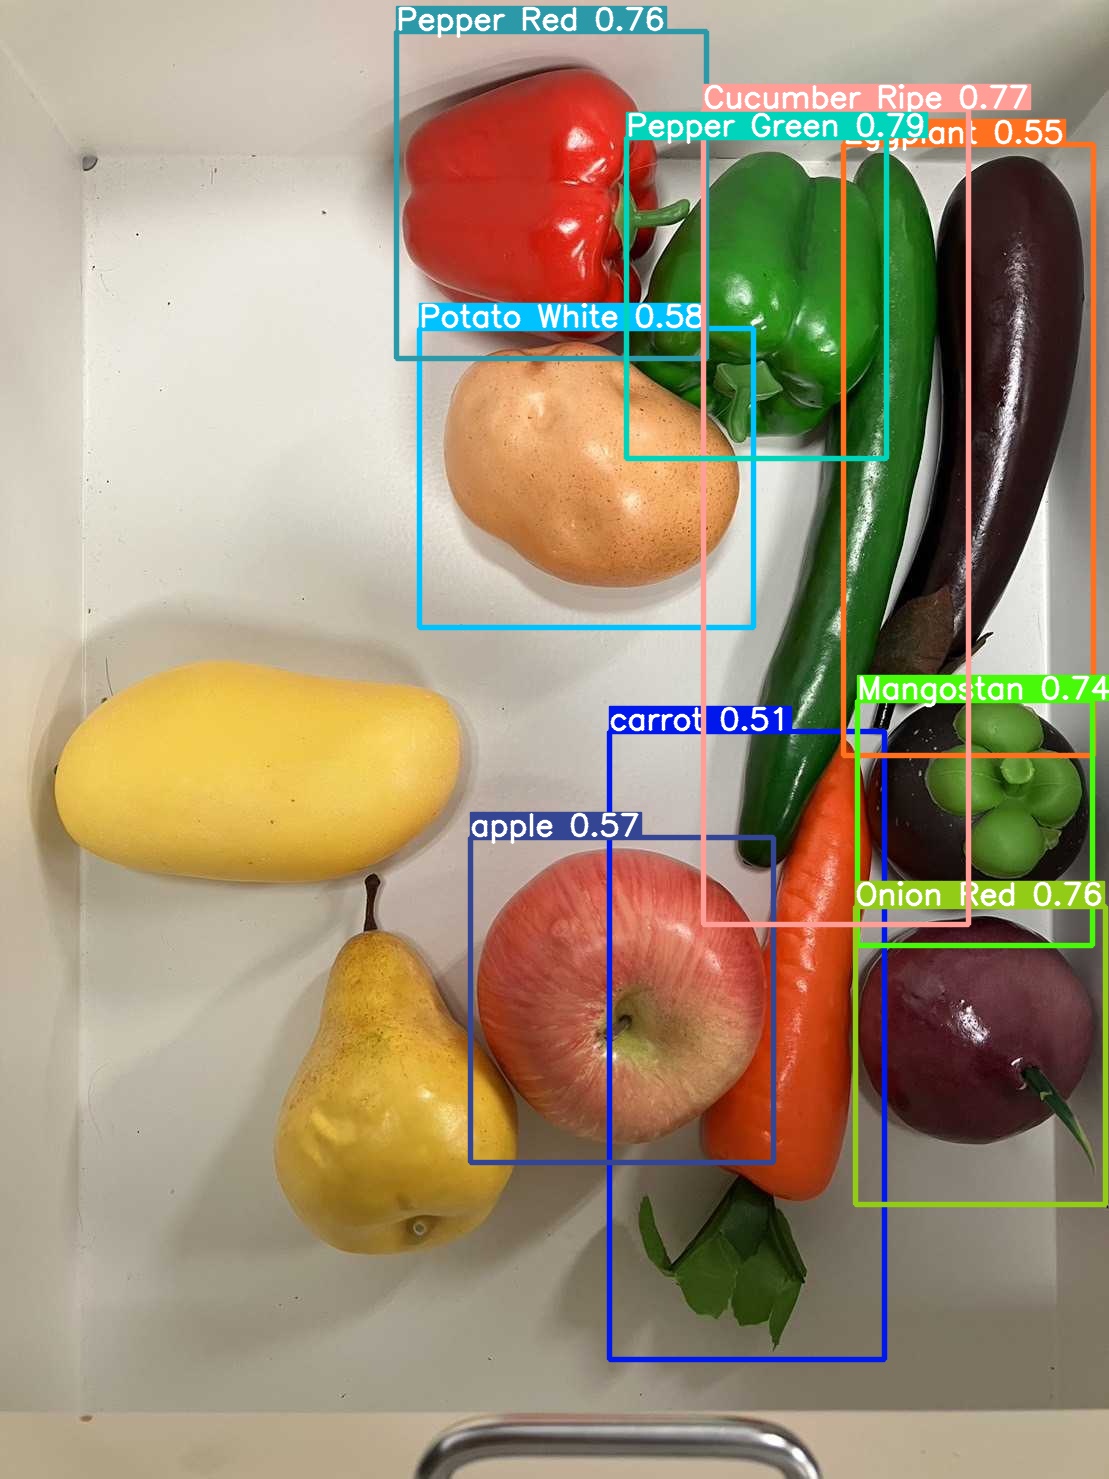 Pepper Red 0.76
Cucumber Ripe 0.77
Pepper Green 0.79
Eggplant 0.55
Potato White 0.58
Mangostan 0.74
carrot 0.51
apple 0.57
Onion Red 0.76